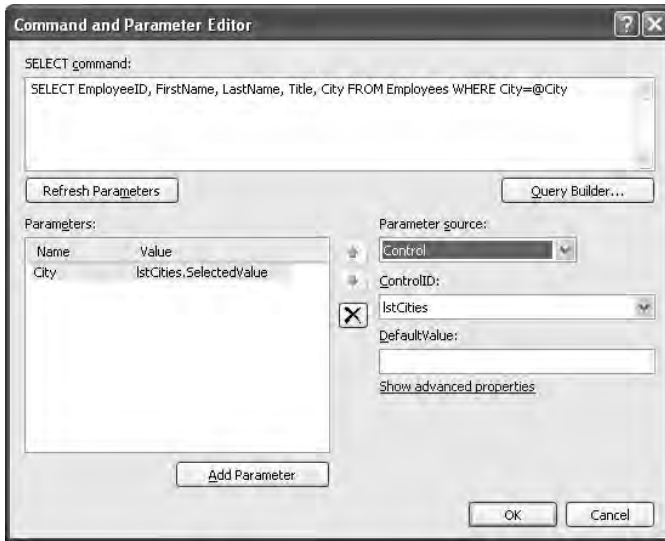 Command and Parameter Editor
SELECT command:
SELECT EmployeeID, FirstName, LastName, Title, City FROM Employees WHERE City=@City
Refresh Parameters
Query Builder...
Parameters:
Name Value
City lstCities.SelectedValue
Add Parameter
Parameter source:
Control
ControlID:
lstCities
DefaultValue:
Show advanced properties
OK Cancel